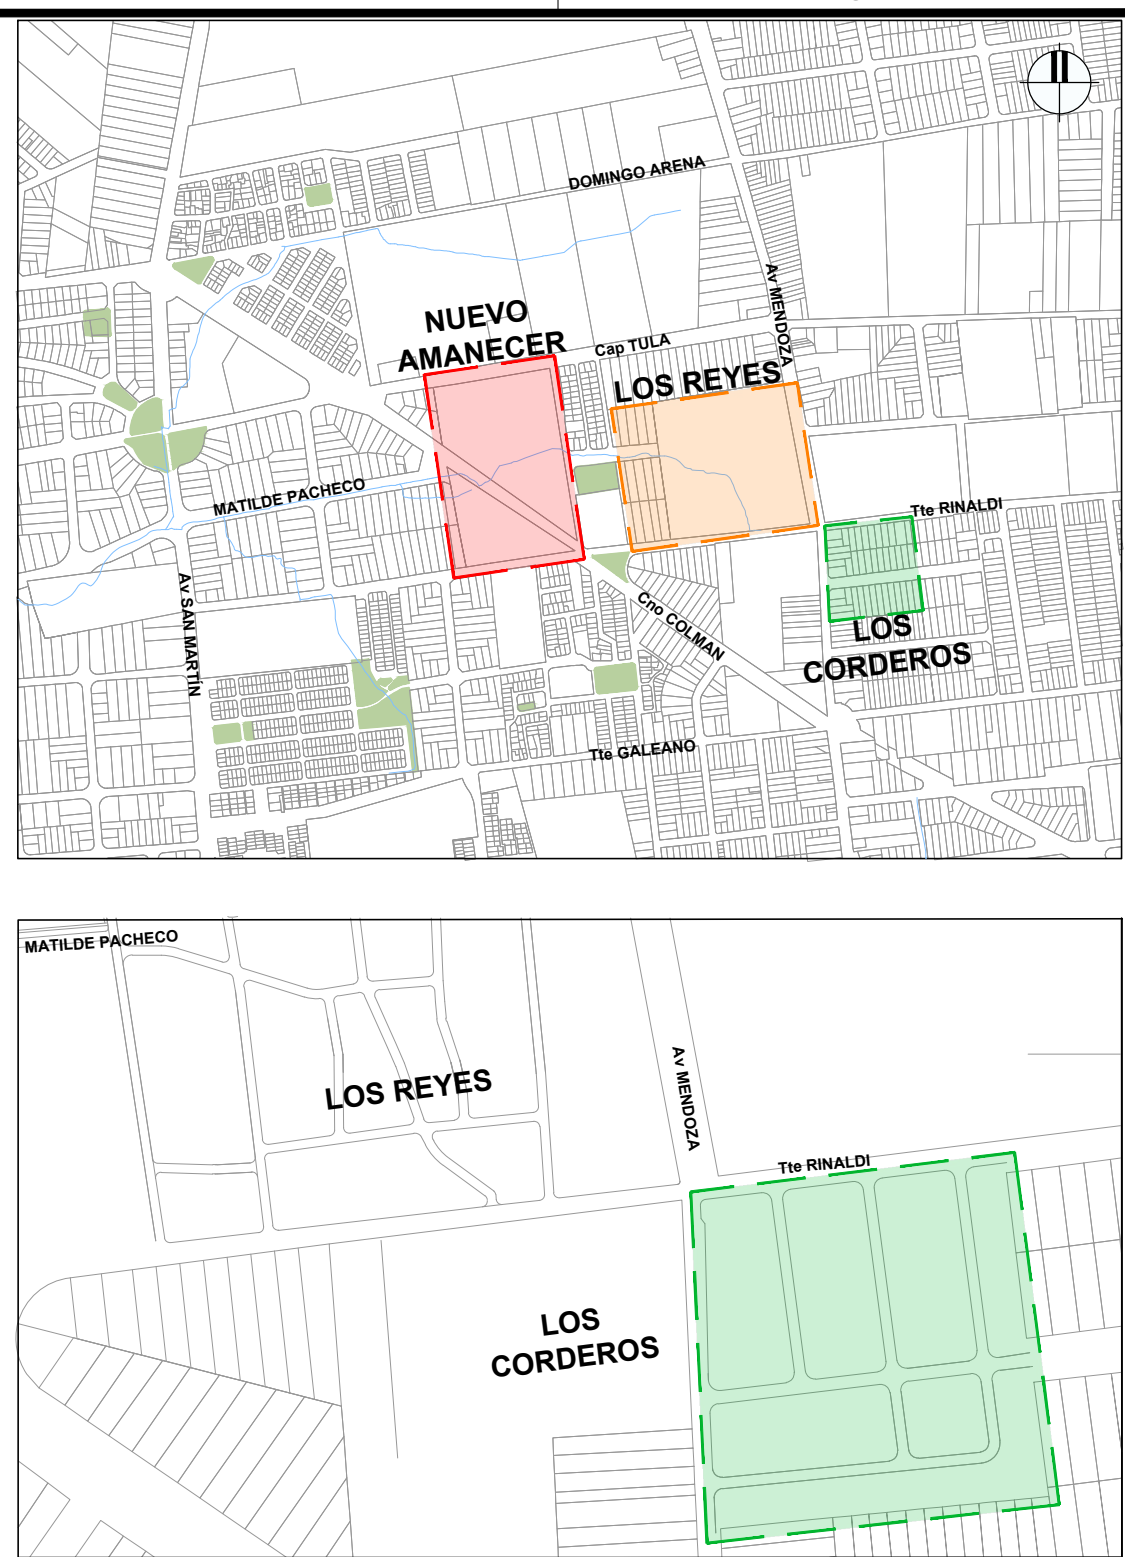 DOMINGO ARENA
Av MENDOZA
NUEVO
AMANECER
Cap TULA
LOS REYES
MATILDE PACHECO
Tte RINALDI
Av SAN MARTÍN
Cno COLMAN
LOS
CORDEROS
Tte GALEANO
MATILDE PACHECO
LOS REYES
Av MENDOZA
Tte RINALDI
LOS
CORDEROS